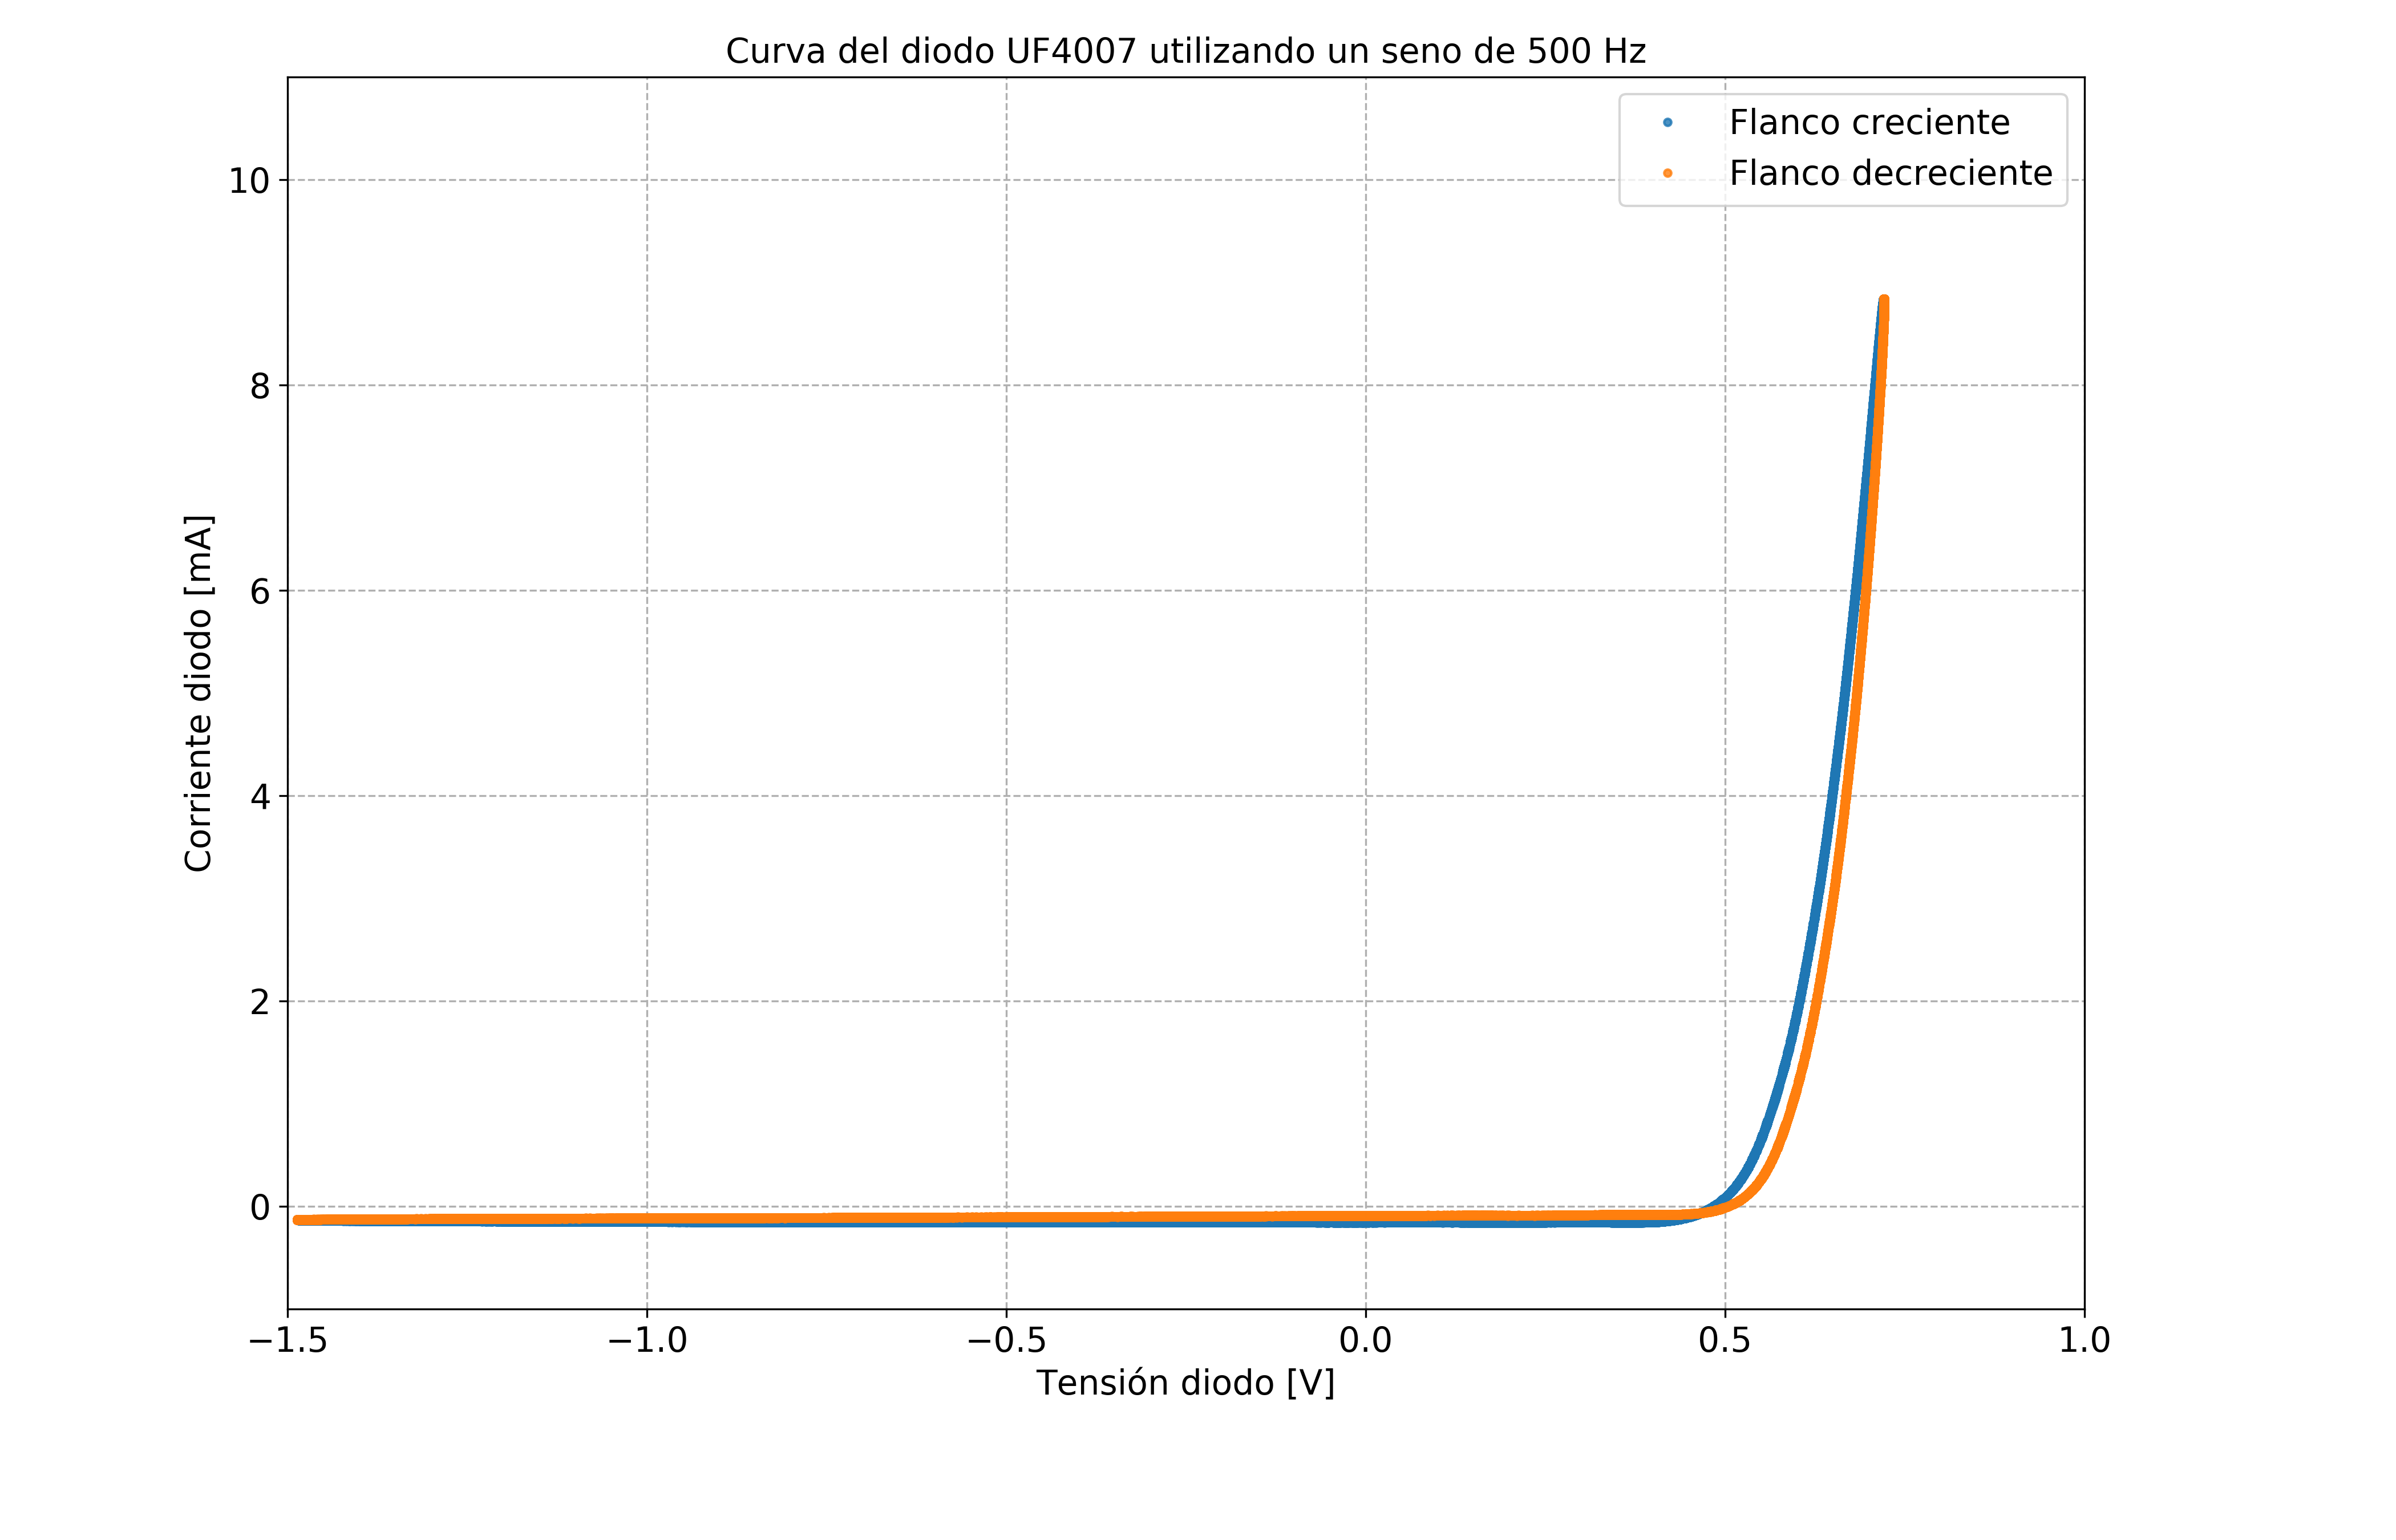 Curva del diodo UF4007 utilizando un seno de 500 Hz
Flanco creciente
Flanco decreciente
10
8
6
4
2
0
Corriente diodo [mA]
−1.5 −1.0 −0.5 0.0 0.5 1.0
Tensión diodo [V]